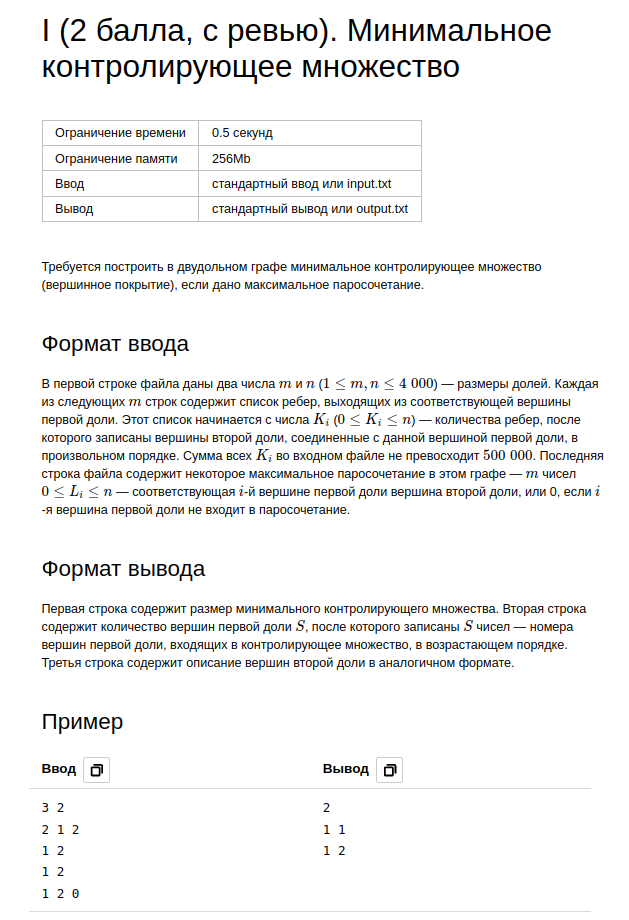 I (2 балла, с ревью). Минимальное
контролирующее множество
Ограничение времени 0.5 секунд
Ограничение памяти 256Mb
Ввод стандартный ввод или input.txt
Вывод стандартный вывод или output.txt
Требуется построить в двудольном графе минимальное контролирующее множество
(вершинное покрытие), если дано максимальное паросочетание.
Формат ввода
В первой строке файла даны два числа m и n (1 ≤ m, n ≤ 4 000) — размеры долей. Каждая
из следующих m строк содержит список ребер, выходящих из соответствующей вершины
первой доли. Этот список начинается с числа K_i (0 ≤ K_i ≤ n) — количества ребер, после
которого записаны вершины второй доли, соединенные с данной вершиной первой доли, в
произвольном порядке. Сумма всех K_i во входном файле не превосходит 500 000. Последняя
строка файла содержит некоторое максимальное паросочетание в этом графе — m чисел
0 ≤ L_i ≤ n — соответствующая i-й вершине первой доли вершина второй доли, или 0, если i
-я вершина первой доли не входит в паросочетание.
Формат вывода
Первая строка содержит размер минимального контролирующего множества. Вторая строка
содержит количество вершин первой доли S, после которого записаны S чисел — номера
вершин первой доли, входящих в контролирующее множество, в возрастающем порядке.
Третья строка содержит описание вершин второй доли в аналогичном формате.
Пример
Ввод Вывод
3 2 2
2 1 2 1 1
1 2 1 2
1 2
1 2 0